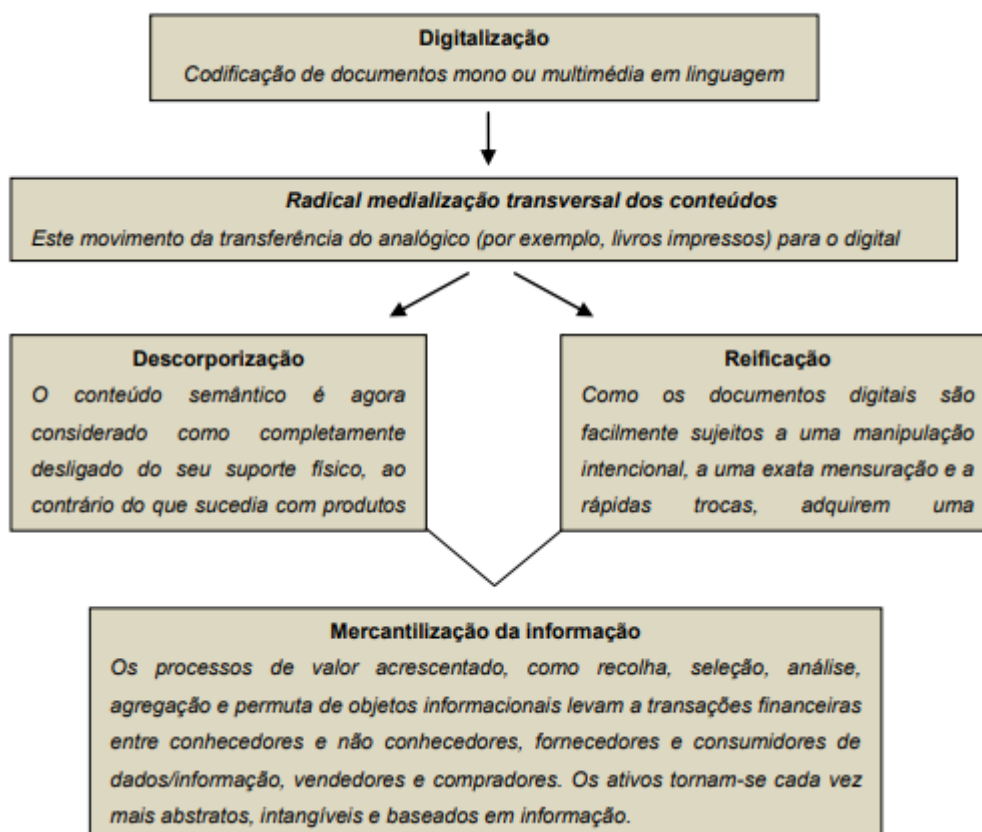 Digitalização
Codificação de documentos mono ou multimédia em linguagem
Radical medialização transversal dos conteúdos
Este movimento da transferência do analógico (por exemplo, livros impressos) para o digital
Descorporização
O conteúdo semântico é agora
considerado como completamente
desligado do seu suporte físico, ao
contrário do que sucedia com produtos
Reificação
Como os documentos digitais são
facilmente sujeitos a uma manipulação
intencional, a uma exata mensuração e a
rápidas trocas, adquirem uma
Mercantilização da informação
Os processos de valor acrescentado, como recolha, seleção, análise,
agregação e permuta de objetos informacionais levam a transações financeiras
entre conhecedores e não conhecedores, fornecedores e consumidores de
dados/informação, vendedores e compradores. Os ativos tornam-se cada vez
mais abstratos, intangíveis e baseados em informação.